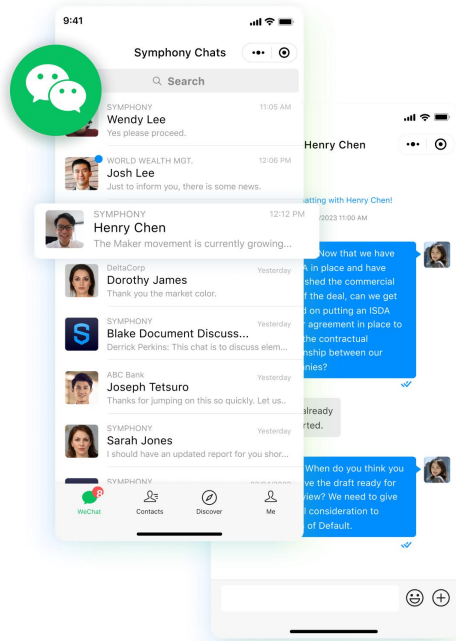 9:41
Symphony Chats
Search
SYMPHONY
11:05 AM
Wendy Lee
Yes please proceed.
WORLD WEALTH MGT.
12:06 PM
Josh Lee
Just to inform you, there is some news.
SYMPHONY
12:12 PM
Henry Chen
The Maker movement is currently growing...
DeltaCorp
Yesterday
Dorothy James
Thank you the market color.
SYMPHONY
Yesterday
Blake Document Discuss...
Derrick Perkins: This chat is to discuss elem...
ABC Bank
Yesterday
Joseph Tetsuro
Thanks for jumping on this so quickly. Let us..
SYMPHONY
Yesterday
Sarah Jones
I should have an updated report for you shor...
SYMPHONY
8
WeChat
Contacts
Discover
Me
Henry Chen
atting with Henry Chen!
/2023 11:00 AM
Now that we have
A in place and have
shed the commercial
f the deal, can we get
d on putting an ISDA
r agreement in place to
the contractual
nship between our
nies?
already
rted.
When do you think you
ve the draft ready for
view? We need to give
l consideration to
of Default.